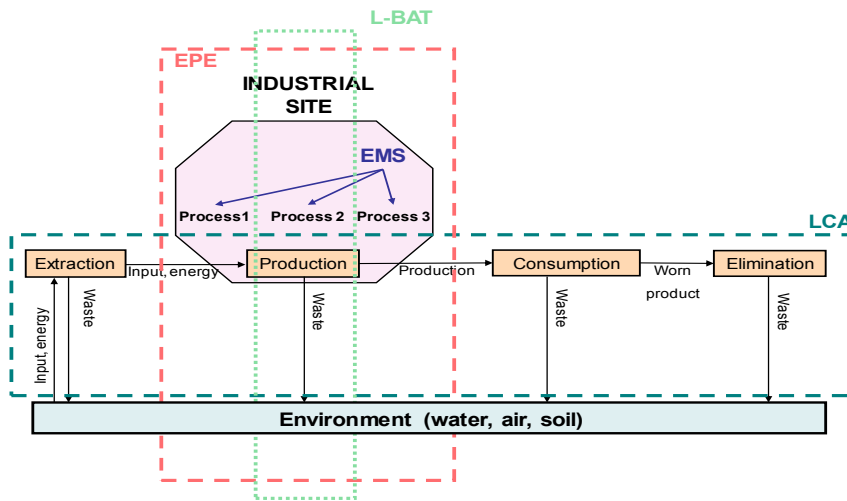 L-BAT
EPE
INDUSTRIAL
SITE
EMS
Process1
Process 2
Process 3
LCA
Extraction
Input, energy
Production
Production
Consumption
Worn
product
Elimination
Input, energy
Waste
Waste
Waste
Waste
Environment (water, air, soil)